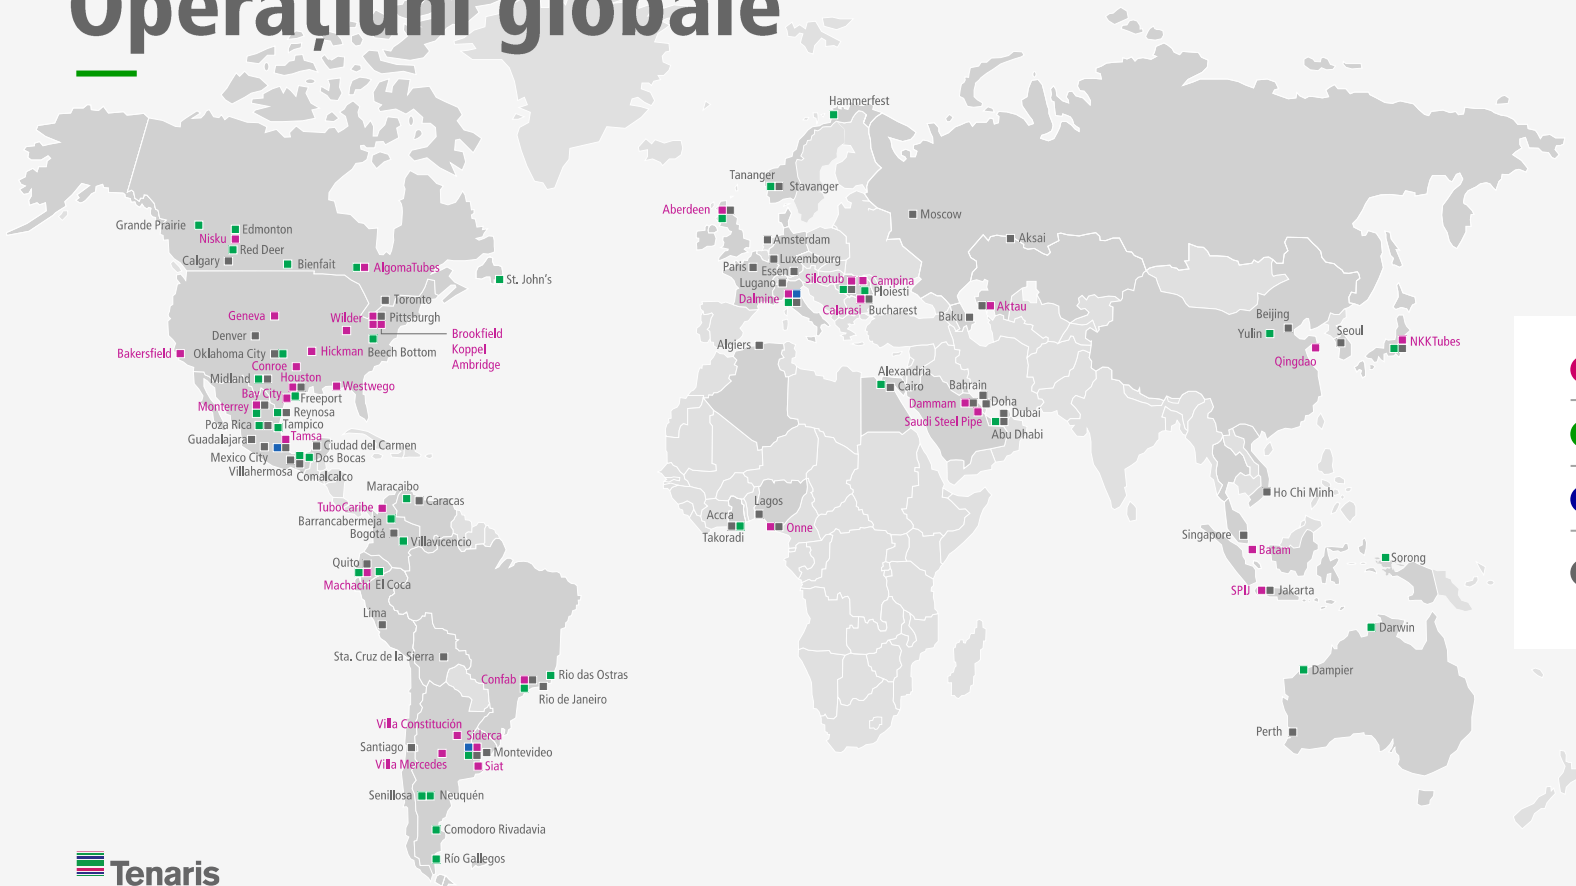 Operațiuni globale
Hammerfest
Tananger
Stavanger
Aberdeen
Moscow
Grande Prairie
Edmonton
Nisku
Red Deer
Calgary
Bienfait
AlgomaTubes
St. John's
Amsterdam
Aksai
Luxembourg
Paris
Essen
Lugano
Silcotub
Campina
Ploiesti
Dalmine
Calarasi
Bucharest
Baku
Aktau
Toronto
Geneva
Wilder
Pittsburgh
Denver
Brookfield
Koppel
Ambridge
Bakersfield
Oklahoma City
Hickman
Beech Bottom
Conroe
Midland
Houston
Westwego
Bay City
Freeport
Monterrey
Reynosa
Poza Rica
Tampico
Guadalajara
Tamsa
Ciudad del Carmen
Mexico City
Dos Bocas
Villahermosa
Comalcalco
Algiers
Alexandria
Cairo
Bahrain
Dammam
Doha
Saudi Steel Pipe
Dubai
Abu Dhabi
Beijing
Yulin
Seoul
NKKTubes
Qingdao
Maracaibo
Caracas
TuboCaribe
Barrancabermeja
Bogotá
Villavicencio
Quito
Machachi
El Coca
Lima
Lagos
Accra
Takoradi
Onne
Ho Chi Minh
Singapore
Batam
Sorong
SPIJ
Jakarta
Darwin
Dampier
Perth
Sta. Cruz de la Sierra
Confab
Rio das Ostras
Rio de Janeiro
Villa Constitución
Siderca
Santiago
Montevideo
Villa Mercedes
Siat
Senillosa
Neuquén
Comodoro Rivadavia
Río Gallegos
Tenaris